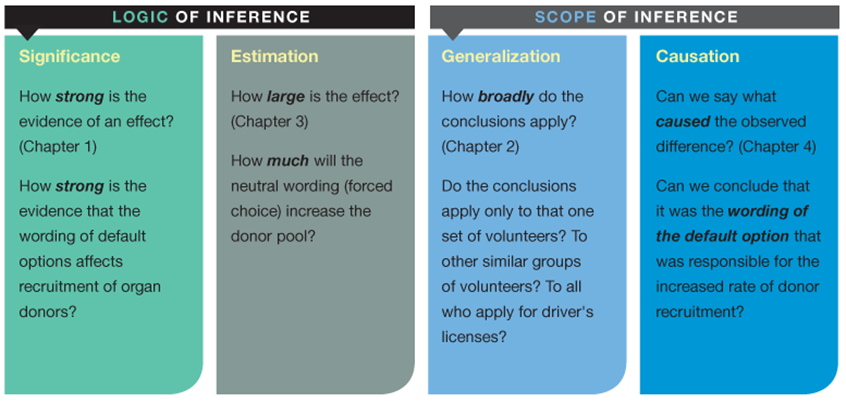 LOGIC OF INFERENCE
Significance
How strong is the
evidence of an effect?
(Chapter 1)
How strong is the
evidence that the
wording of default
options affects
recruitment of organ
donors?
Estimation
How large is the effect?
(Chapter 3)
How much will the
neutral wording (forced
choice) increase the
donor pool?
SCOPE OF INFERENCE
Generalization
How broadly do the
conclusions apply?
(Chapter 2)
Do the conclusions
apply only to that one
set of volunteers? To
other similar groups
of volunteers? To all
who apply for driver's
licenses?
Causation
Can we say what
caused the observed
difference? (Chapter 4)
Can we conclude that
it was the wording of
the default option that
was responsible for the
increased rate of donor
recruitment?